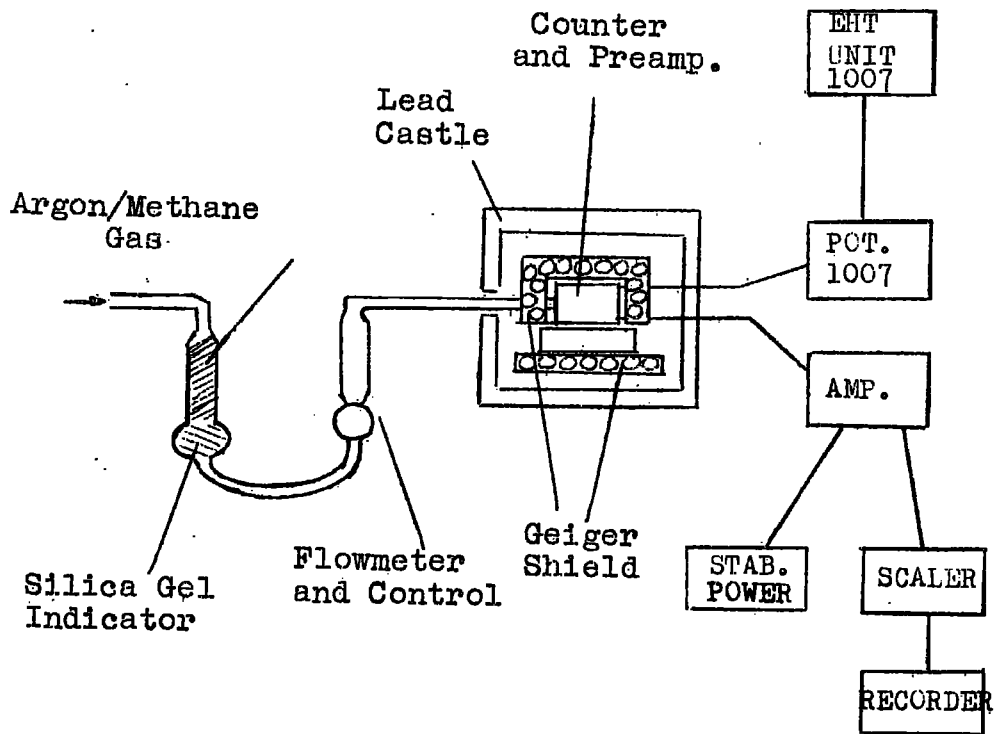 Counter
and Preamp.
EHT
UNIT
1007
Lead
Castle
Argon/Methane
Gas
POT.
1007
AMP.
Geiger
Shield
Flowmeter
and Control
Silica Gel
Indicator
STAB.
POWER
SCALER
RECORDER